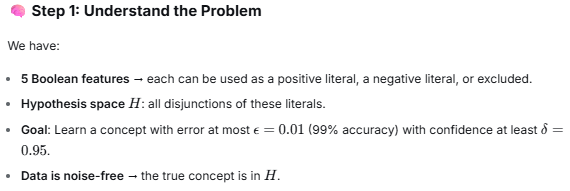 🧠 Step 1: Understand the Problem
We have:
• 5 Boolean features → each can be used as a positive literal, a negative literal, or excluded.
• Hypothesis space H: all disjunctions of these literals.
• Goal: Learn a concept with error at most ϵ = 0.01 (99% accuracy) with confidence at least δ =
0.95.
• Data is noise-free → the true concept is in H.